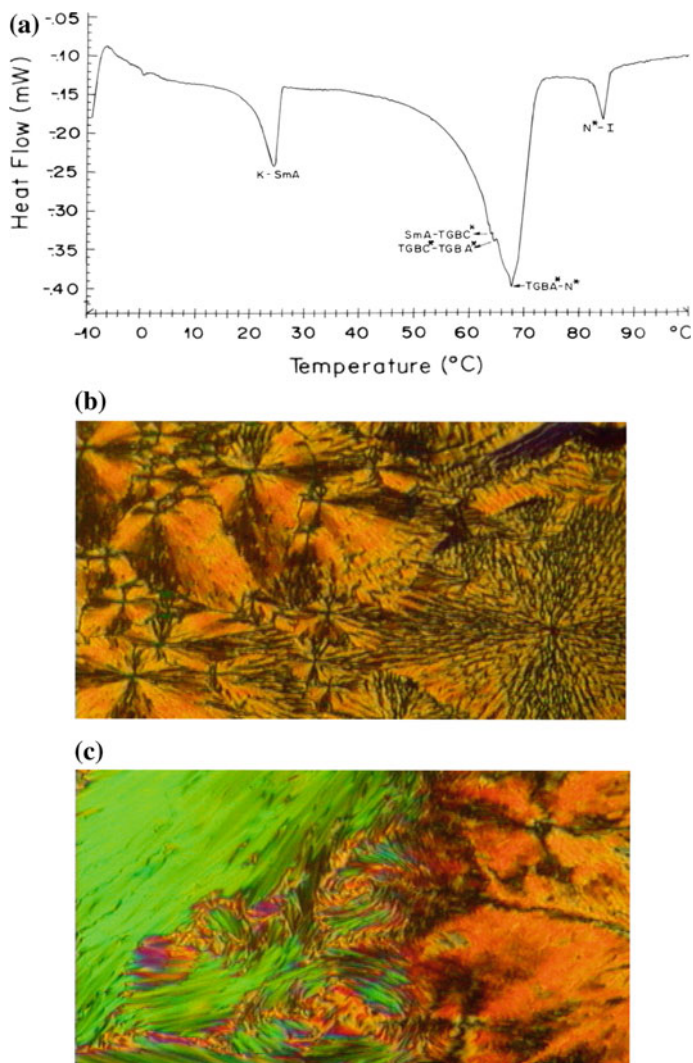 (a)
-.05
-.10
-.15
-.20
-.25
-.30
-.35
-.40
Heat Flow (mW)
K-SmA
SmA-TGBC*
TGBC*-TGBA*
TGBA*-N*
N*-I
-10 0 10 20 30 40 50 60 70 80 90 °C
Temperature (°C)
(b)
(c)